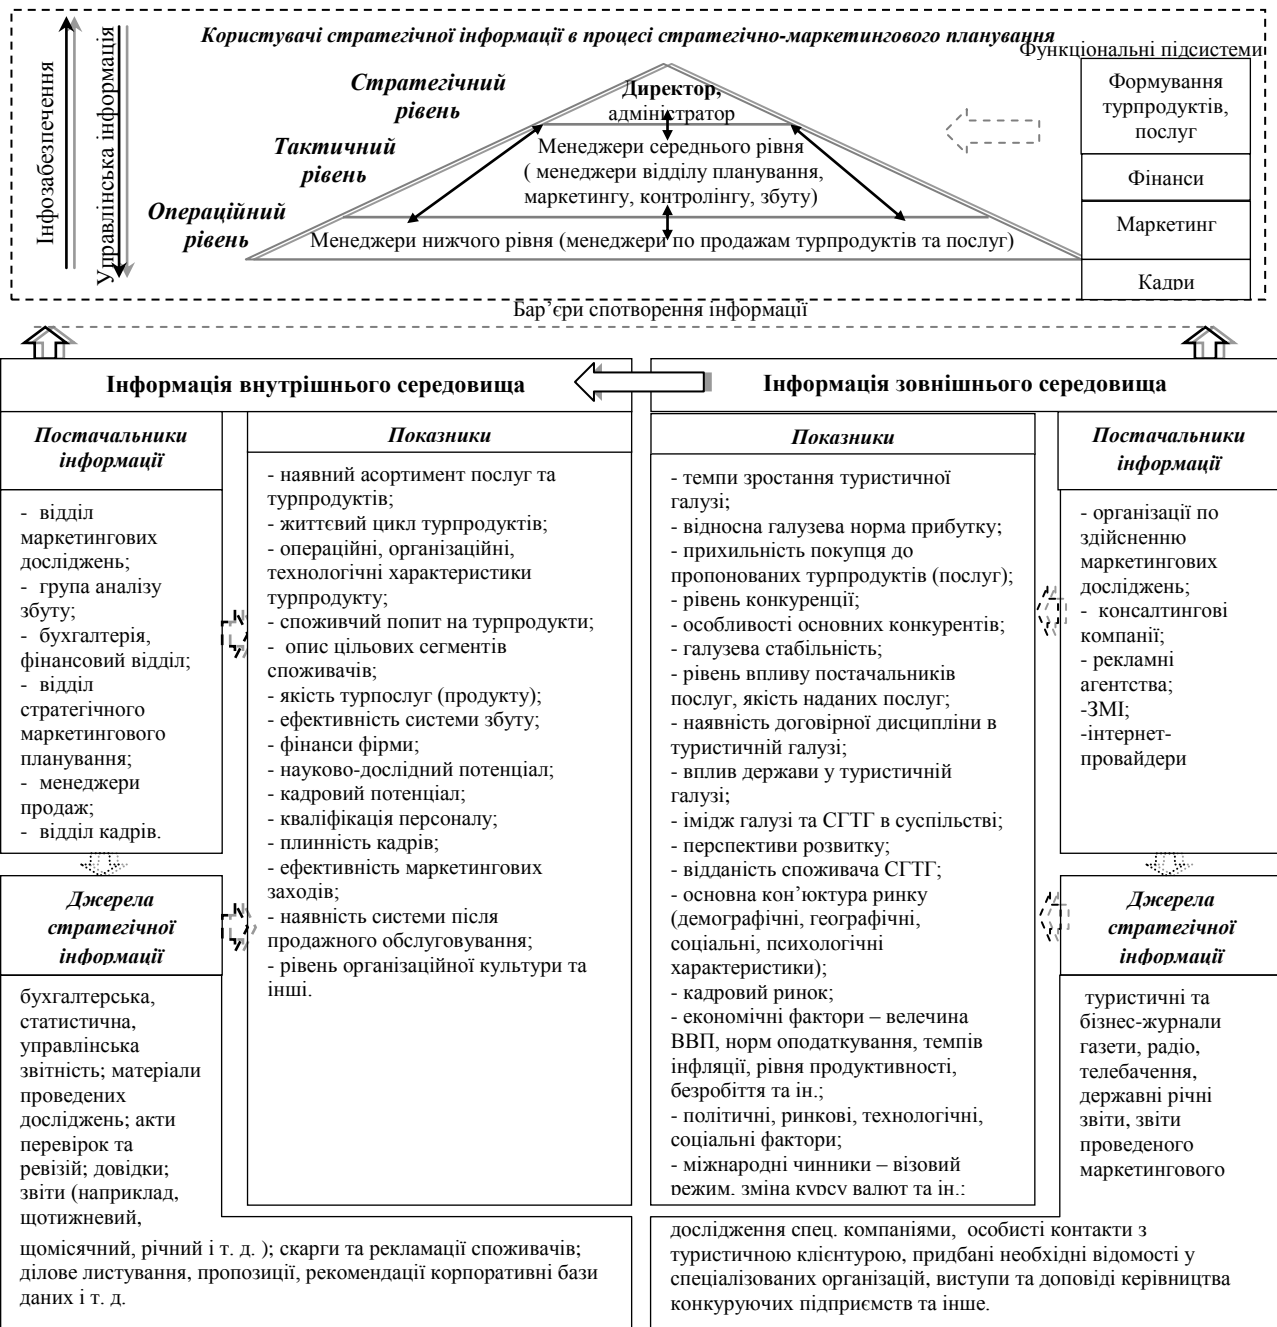 Користувачі стратегічної інформації в процесі стратегічно-маркетингового планування
Інфозабезпечення
Управлінська інформація
Стратегічний
рівень
Тактичний
рівень
Операційний
рівень
Директор,
адміністратор
Менеджери середнього рівня
( менеджери відділу планування,
маркетингу, контролінгу, збуту)
Менеджери нижчого рівня (менеджери по продажам турпродуктів та послуг)
Функціональні підсистеми
Формування
турпродуктів,
послуг
Фінанси
Маркетинг
Кадри
Бар’єри спотворення інформації
Інформація внутрішнього середовища
Постачальники
інформації
- відділ
маркетингових
досліджень;
- група аналізу
збуту;
- бухгалтерія,
фінансовий відділ;
- відділ
стратегічного
маркетингового
планування;
- менеджери
продаж;
- відділ кадрів.
Джерела
стратегічної
інформації
бухгалтерська,
статистична,
управлінська
звітність; матеріали
проведених
досліджень; акти
перевірок та
ревізій; довідки;
звіти (наприклад,
щотижневий,
щомісячний, річний і т. д. ); скарги та рекламації споживачів;
ділове листування, пропозиції, рекомендації корпоративні бази
даних і т. д.
Показники
- наявний асортимент послуг та
турпродуктів;
- життєвий цикл турпродуктів;
- операційні, організаційні,
технологічні характеристики
турпродукту;
- споживчий попит на турпродукти;
- опис цільових сегментів
споживачів;
- якість турпослуг (продукту);
- ефективність системи збуту;
- фінанси фірми;
- науково-дослідний потенціал;
- кадровий потенціал;
- кваліфікація персоналу;
- плинність кадрів;
- ефективність маркетингових
заходів;
- наявність системи після
продажного обслуговування;
- рівень організаційної культури та
інші.
Інформація зовнішнього середовища
Показники
- темпи зростання туристичної
галузі;
- відносна галузева норма прибутку;
- прихильність покупця до
пропонованих турпродуктів (послуг);
- рівень конкуренції;
- особливості основних конкурентів;
- галузева стабільність;
- рівень впливу постачальників
послуг, якість наданих послуг;
- наявність договірної дисципліни в
туристичній галузі;
- вплив держави у туристичній
галузі;
- імідж галузі та СГТГ в суспільстві;
- перспективи розвитку;
- відданість споживача СГТГ;
- основна кон’юктура ринку
(демографічні, географічні,
соціальні, психологічні
характеристики);
- кадровий ринок;
- економічні фактори – велечина
ВВП, норм оподаткування, темпів
інфляції, рівня продуктивності,
безробіття та ін.;
- політичні, ринкові, технологічні,
соціальні фактори;
- міжнародні чинники – візовий
режим, зміна курсу валют та ін.;
Постачальники
інформації
- організації по
здійсненню
маркетингових
досліджень;
- консалтингові
компанії;
- рекламні
агентства;
-ЗМІ;
-інтернет-
провайдери
Джерела
стратегічної
інформації
туристичні та
бізнес-журнали
газети, радіо,
телебачення,
державні річні
звіти, звіти
проведеного
маркетингового
дослідження спец. компаніями, особисті контакти з
туристичною клієнтурою, придбані необхідні відомості у
спеціалізованих організацій, виступи та доповіді керівництва
конкуруючих підприємств та інше.